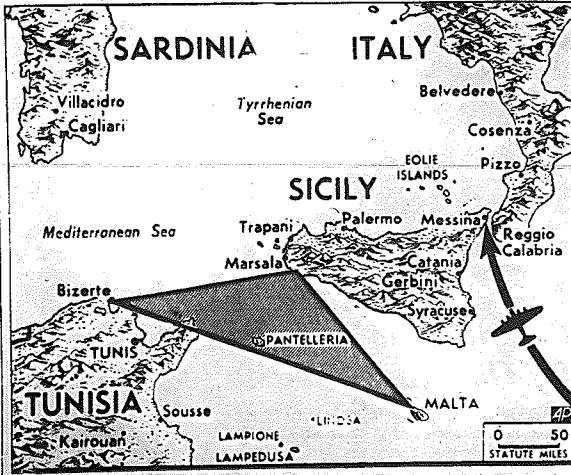 SARDINIA
ITALY
Villacidro
Cagliari
Tyrrhenian
Sea
Belvedere
Cosenza
Pizzo
EOLIE
ISLANDS
SICILY
Mediterranean Sea
Trapani
Palermo
Messina
Reggio
Calabria
Marsala
Catania
Gerbini
Syracuse
Bizerte
TUNIS
PANTELLERIA
TUNISIA
Sousse
Kairouan
LINOSA
MALTA
LAMPIONE
LAMPEDUSA
AP
0 50
STATUTE MILES